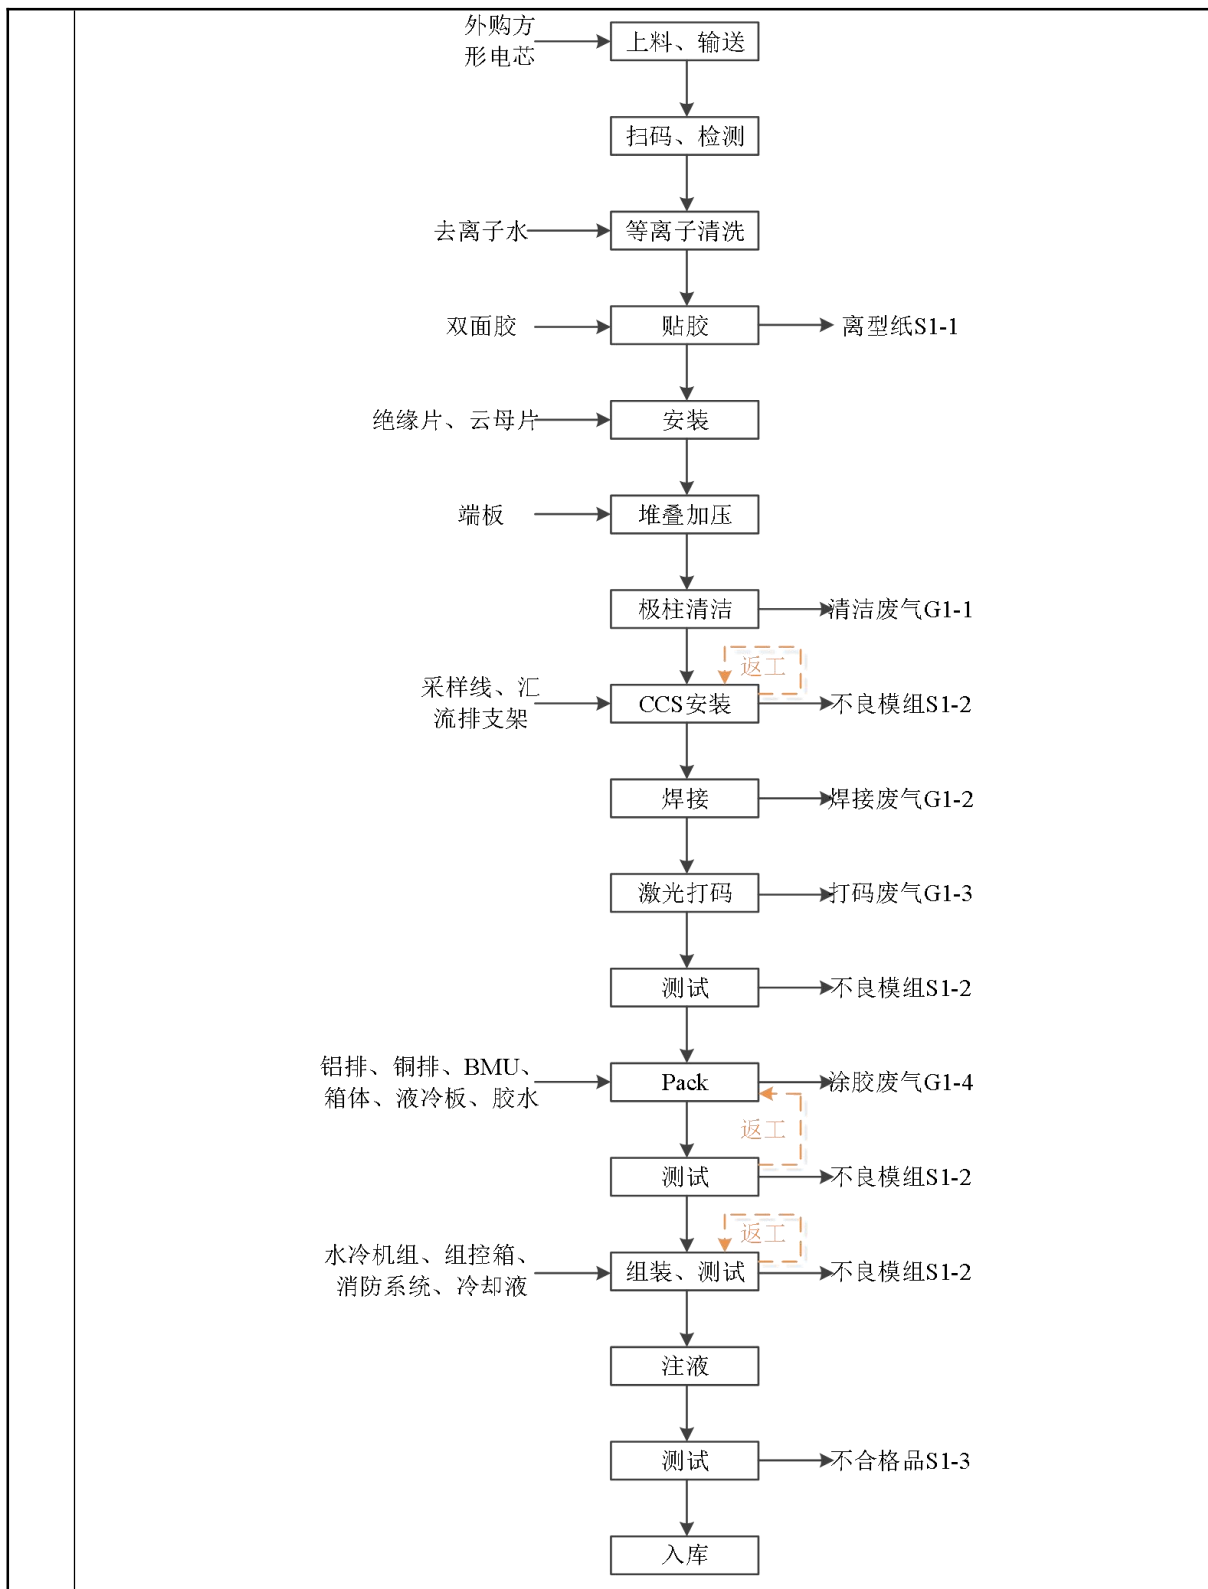 外购方
形电芯
上料、输送
扫码、检测
去离子水
等离子清洗
双面胶
贴胶
离型纸S1-1
绝缘片、云母片
安装
端板
堆叠加压
极柱清洁
清洁废气G1-1
返工
采样线、汇
流排支架
CCS安装
不良模组S1-2
焊接
焊接废气G1-2
激光打码
打码废气G1-3
测试
不良模组S1-2
铝排、铜排、BMU、
箱体、液冷板、胶水
Pack
涂胶废气G1-4
返工
测试
不良模组S1-2
返工
水冷机组、组控箱、
消防系统、冷却液
组装、测试
不良模组S1-2
注液
测试
不合格品S1-3
入库